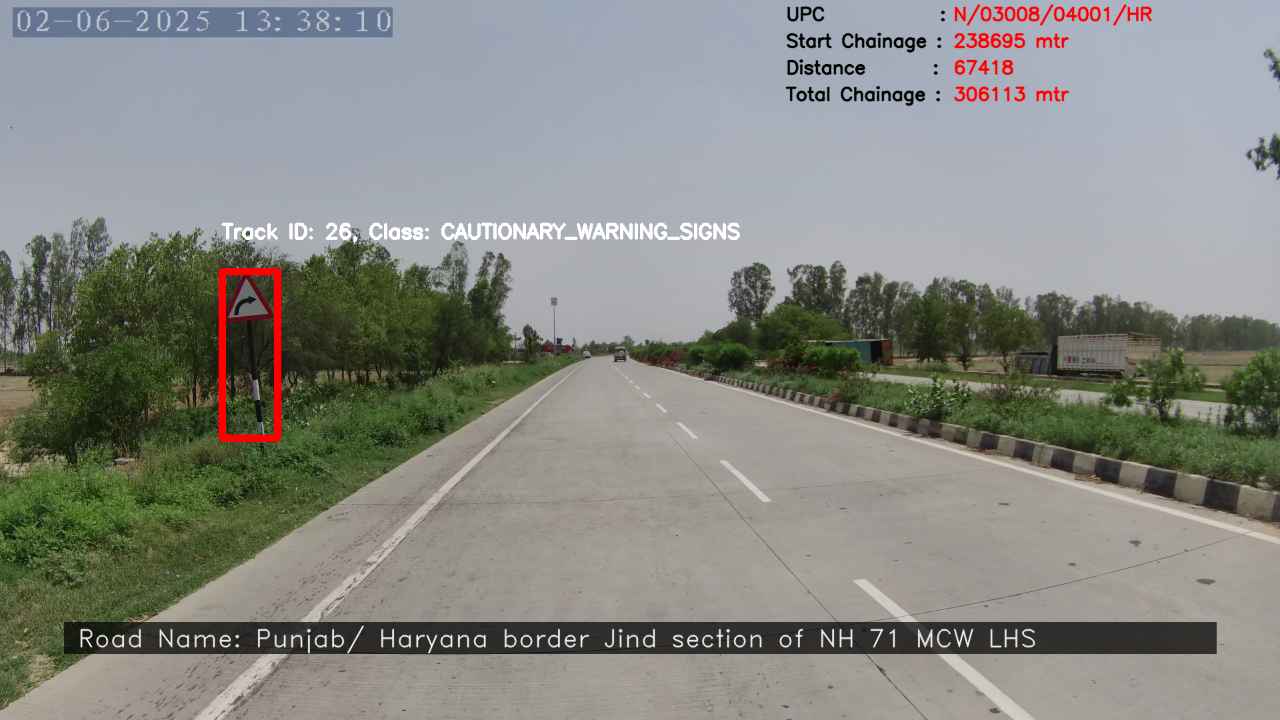 02-06-2025 13:38:10
UPC : N/03008/04001/HR
Start Chainage : 238695 mtr
Distance : 67418
Total Chainage : 306113 mtr
Track ID: 26, Class: CAUTIONARY_WARNING_SIGNS
Road Name: Punjab/ Haryana border Jind section of NH 71 MCW LHS